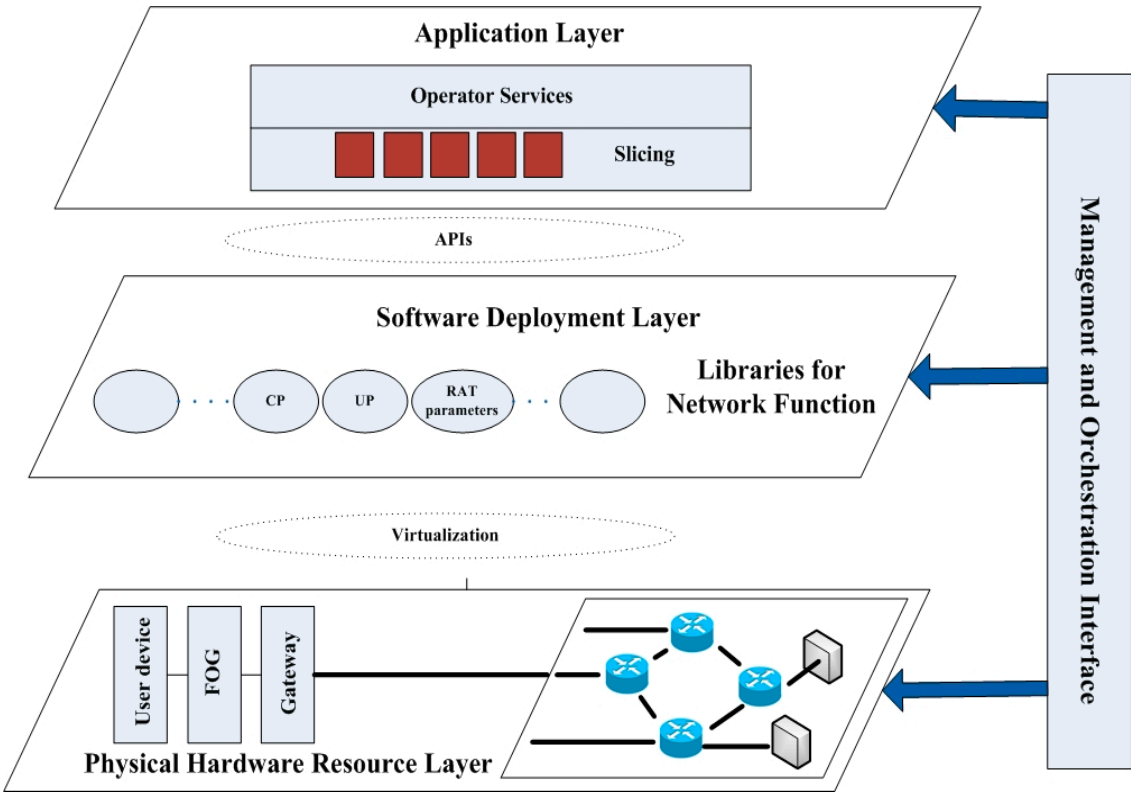 Application Layer
Operator Services
Slicing
APIs
Software Deployment Layer
CP
UP
RAT
parameters
Libraries for
Network Function
Virtualization
User device
FOG
Gateway
Physical Hardware Resource Layer
Management and Orchestration Interface